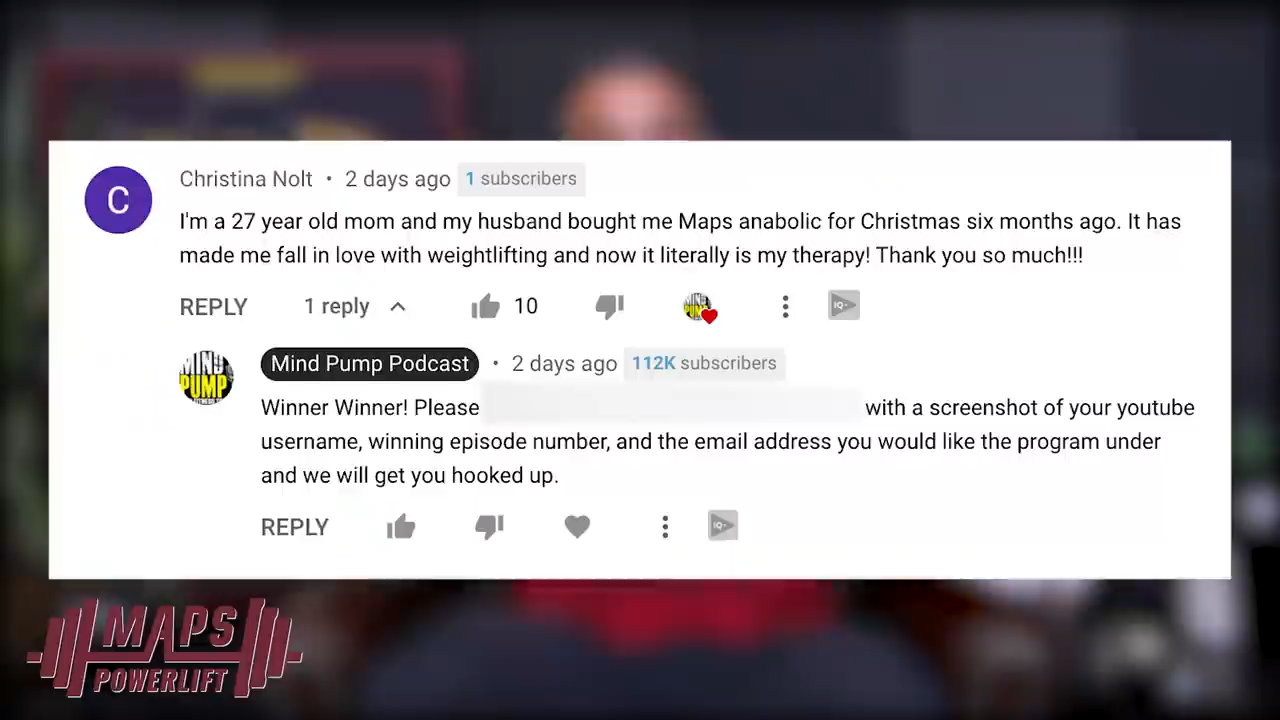 Christina Nolt • 2 days ago 1 subscribers
I'm a 27 year old mom and my husband bought me Maps anabolic for Christmas six months ago. It has
made me fall in love with weightlifting and now it literally is my therapy! Thank you so much!!!
REPLY 1 reply 10
C
MIND PUMP
Mind Pump Podcast • 2 days ago 112K subscribers
Winner Winner! Please with a screenshot of your youtube
username, winning episode number, and the email address you would like the program under
and we will get you hooked up.
REPLY
MAPS
POWERLIFT